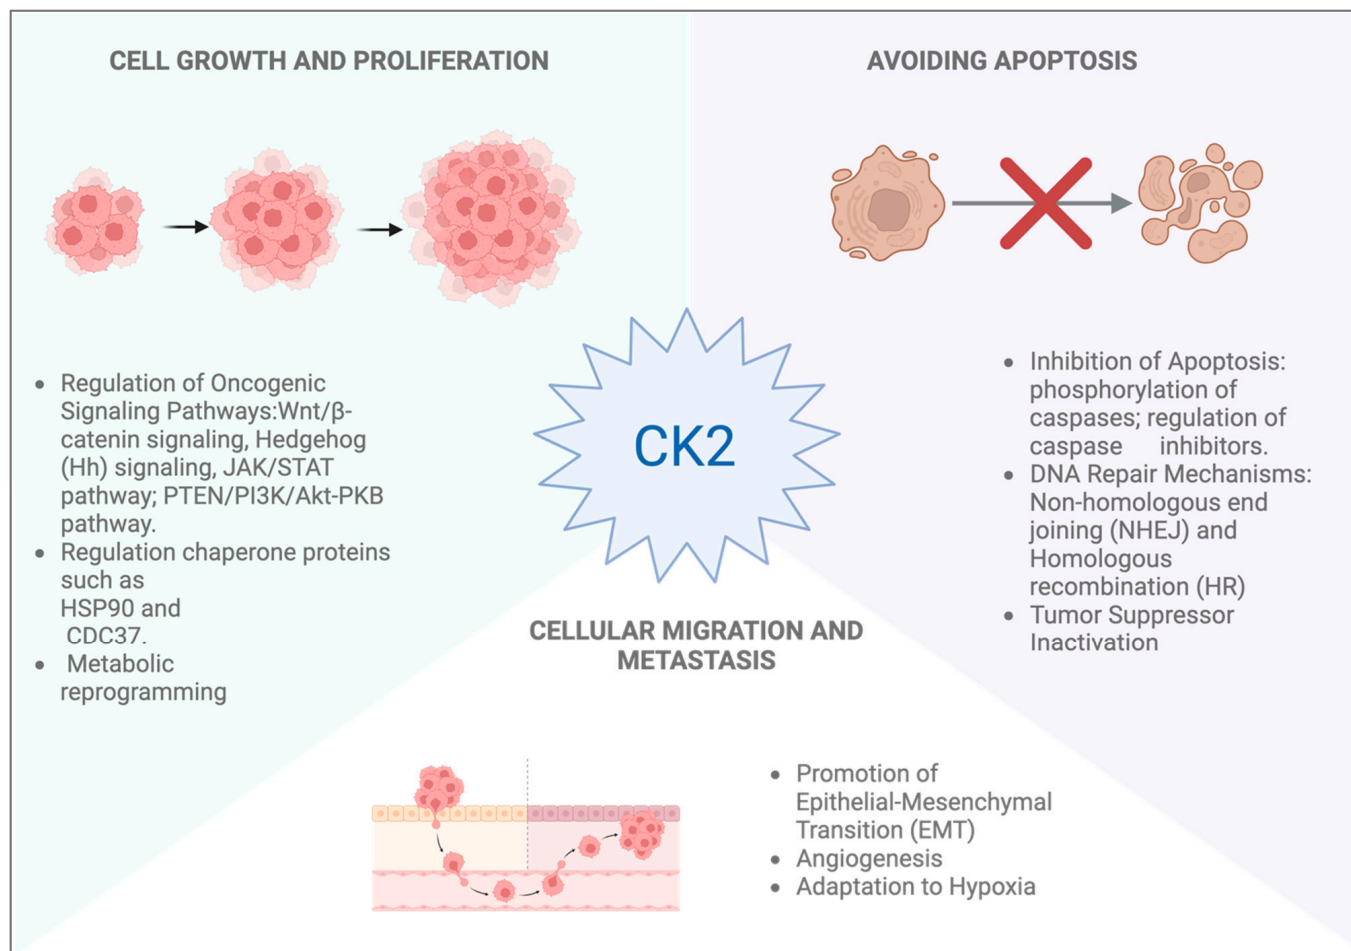 CELL GROWTH AND PROLIFERATION
AVOIDING APOPTOSIS
• Regulation of Oncogenic
Signaling Pathways:Wnt/β-
catenin signaling, Hedgehog
(Hh) signaling, JAK/STAT
pathway; PTEN/PI3K/Akt-PKB
pathway.
• Regulation chaperone proteins
such as
HSP90 and
CDC37.
• Metabolic
reprogramming
CK2
• Inhibition of Apoptosis:
phosphorylation of
caspases; regulation of
caspase inhibitors.
• DNA Repair Mechanisms:
Non-homologous end
joining (NHEJ) and
Homologous
recombination (HR)
• Tumor Suppressor
Inactivation
CELLULAR MIGRATION AND
METASTASIS
• Promotion of
Epithelial-Mesenchymal
Transition (EMT)
• Angiogenesis
• Adaptation to Hypoxia